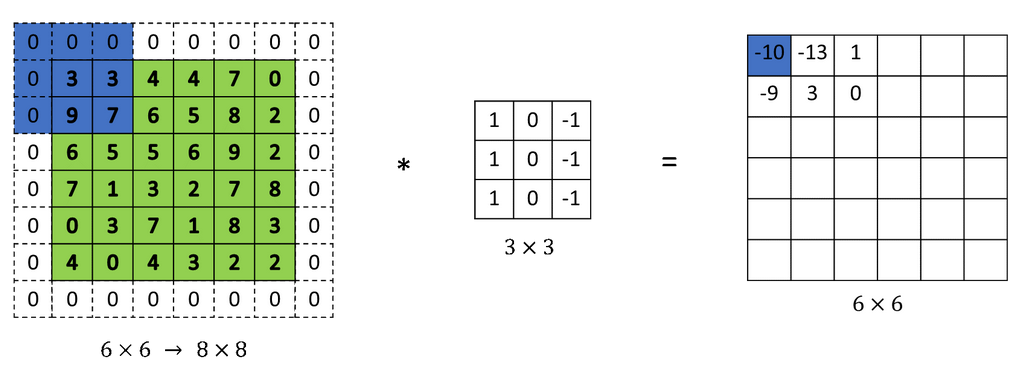 0 0 0 0 0 0 0 0
0 3 3 4 4 7 0 0
0 9 7 6 5 8 2 0
0 6 5 5 6 9 2 0
0 7 1 3 2 7 8 0
0 0 3 7 1 8 3 0
0 4 0 4 3 2 2 0
0 0 0 0 0 0 0 0
6 × 6 → 8 × 8
*
1 0 -1
1 0 -1
1 0 -1
3 × 3
=
-10 -13 1
-9 3 0
6 × 6